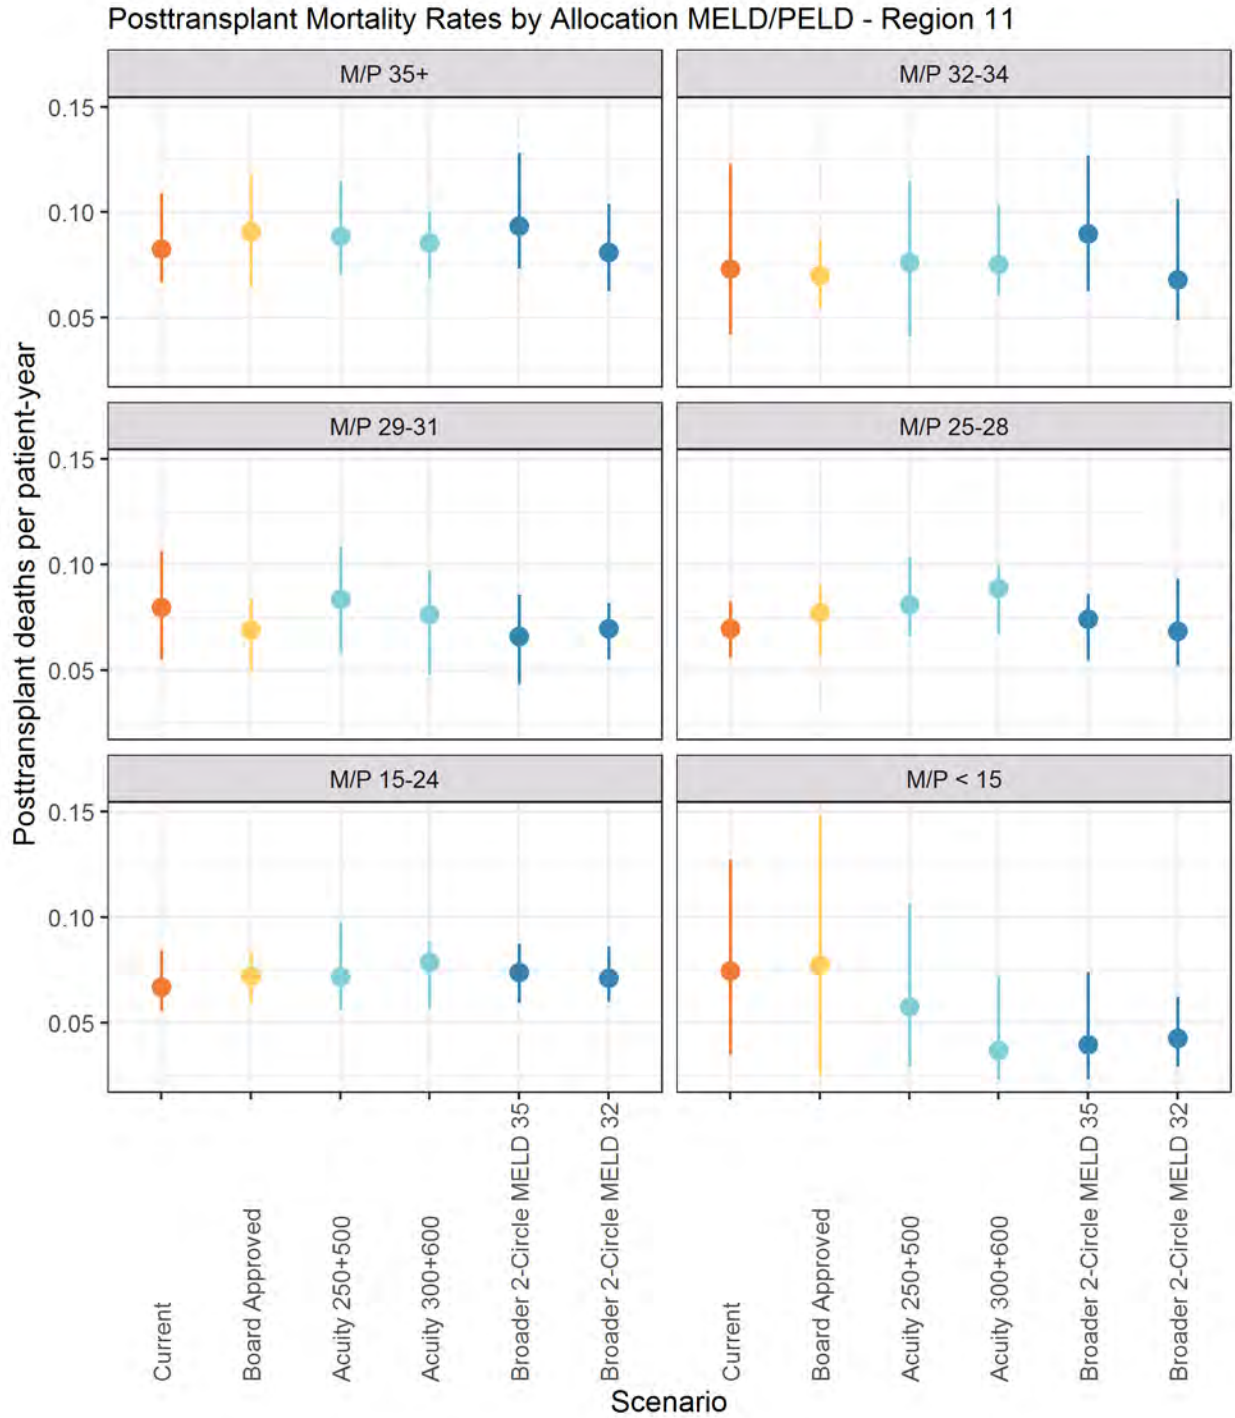 Posttransplant Mortality Rates by Allocation MELD/PELD - Region 11
Posttransplant deaths per patient-year
M/P 35+
M/P 32-34
0.15
0.10
0.05
M/P 29-31
M/P 25-28
0.15
0.10
0.05
M/P 15-24
M/P < 15
0.15
0.10
0.05
Current
Board Approved
Acuity 250+500
Acuity 300+600
Broader 2-Circle MELD 35
Broader 2-Circle MELD 32
Current
Board Approved
Acuity 250+500
Acuity 300+600
Broader 2-Circle MELD 35
Broader 2-Circle MELD 32
Scenario